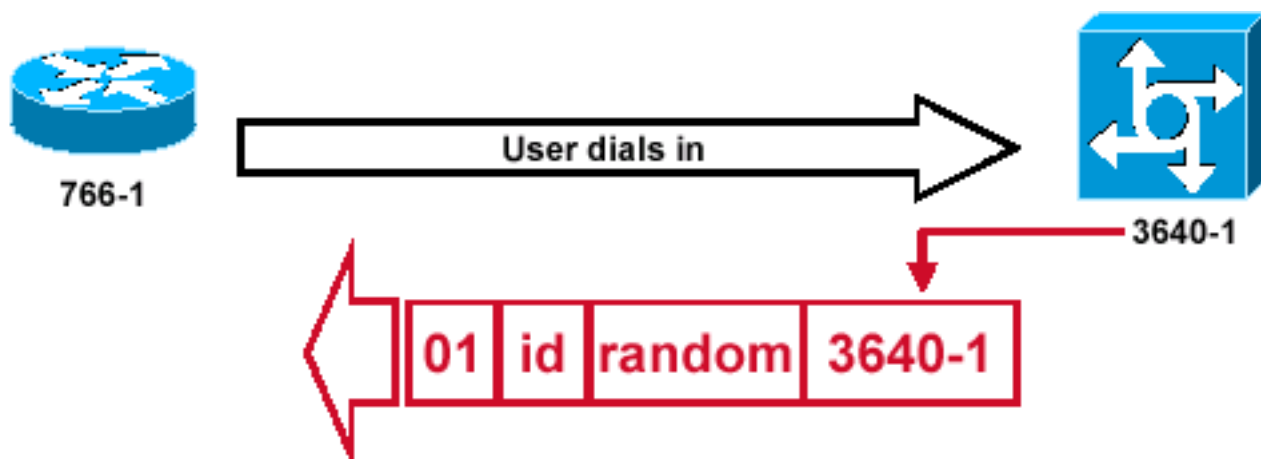 User dials in
766-1
3640-1
01 id random 3640-1